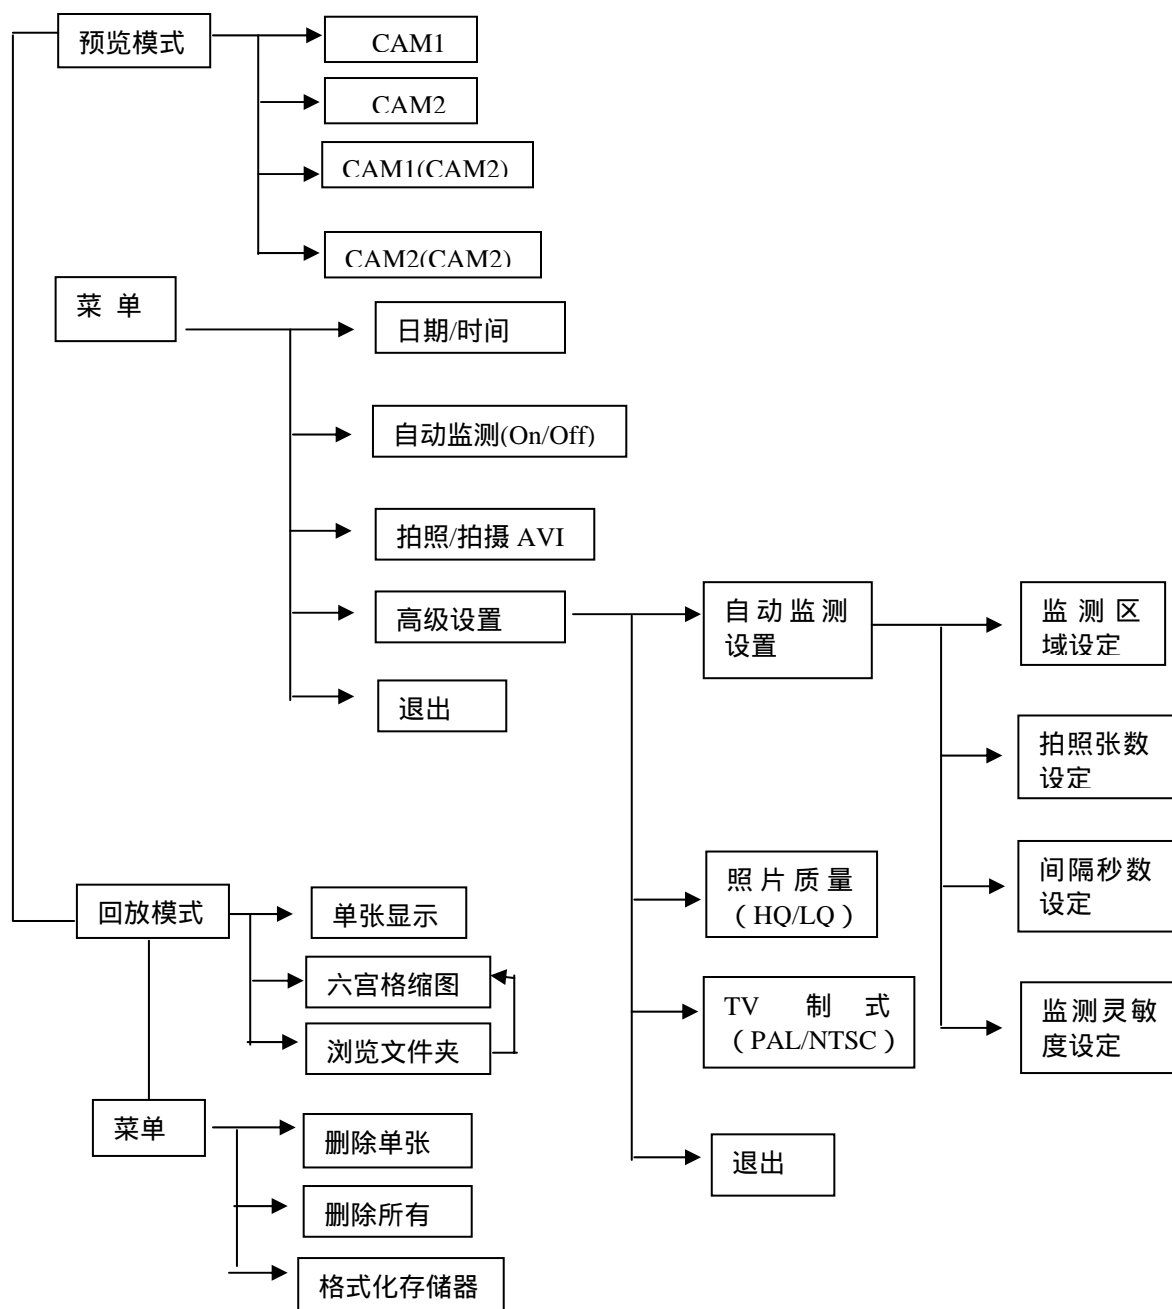 预览模式
CAM1
CAM2
CAM1(CAM2)
CAM2(CAM2)
菜 单
日期/时间
自动监测(On/Off)
拍照/拍摄 AVI
高级设置
退出
自动监测
设置
监测区
域设定
拍照张数
设定
间隔秒数
设定
监测灵敏
度设定
照片质量
（HQ/LQ）
TV 制 式
（PAL/NTSC）
退出
回放模式
单张显示
六宫格缩图
浏览文件夹
菜单
删除单张
删除所有
格式化存储器